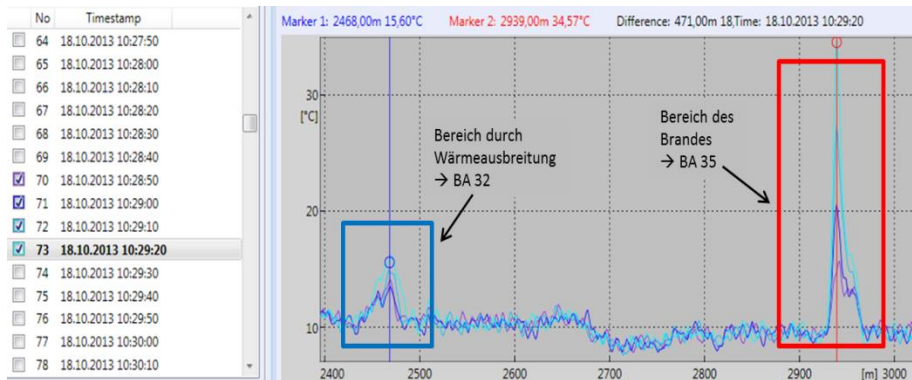 No Timestamp
64 18.10.2013 10:27:50
65 18.10.2013 10:28:00
66 18.10.2013 10:28:10
67 18.10.2013 10:28:20
68 18.10.2013 10:28:30
69 18.10.2013 10:28:40
70 18.10.2013 10:28:50
71 18.10.2013 10:29:00
72 18.10.2013 10:29:10
73 18.10.2013 10:29:20
74 18.10.2013 10:29:30
75 18.10.2013 10:29:40
76 18.10.2013 10:29:50
77 18.10.2013 10:30:00
78 18.10.2013 10:30:10
Marker 1: 2468,00m 15,60°C Marker 2: 2939,00m 34,57°C Difference: 471,00m 18,Time: 18.10.2013 10:29:20
30
[°C]
20
10
Bereich durch
Wärmeausbreitung
→ BA 32
Bereich des
Brandes
→ BA 35
2400 2500 2600 2700 2800 2900 [m] 3000